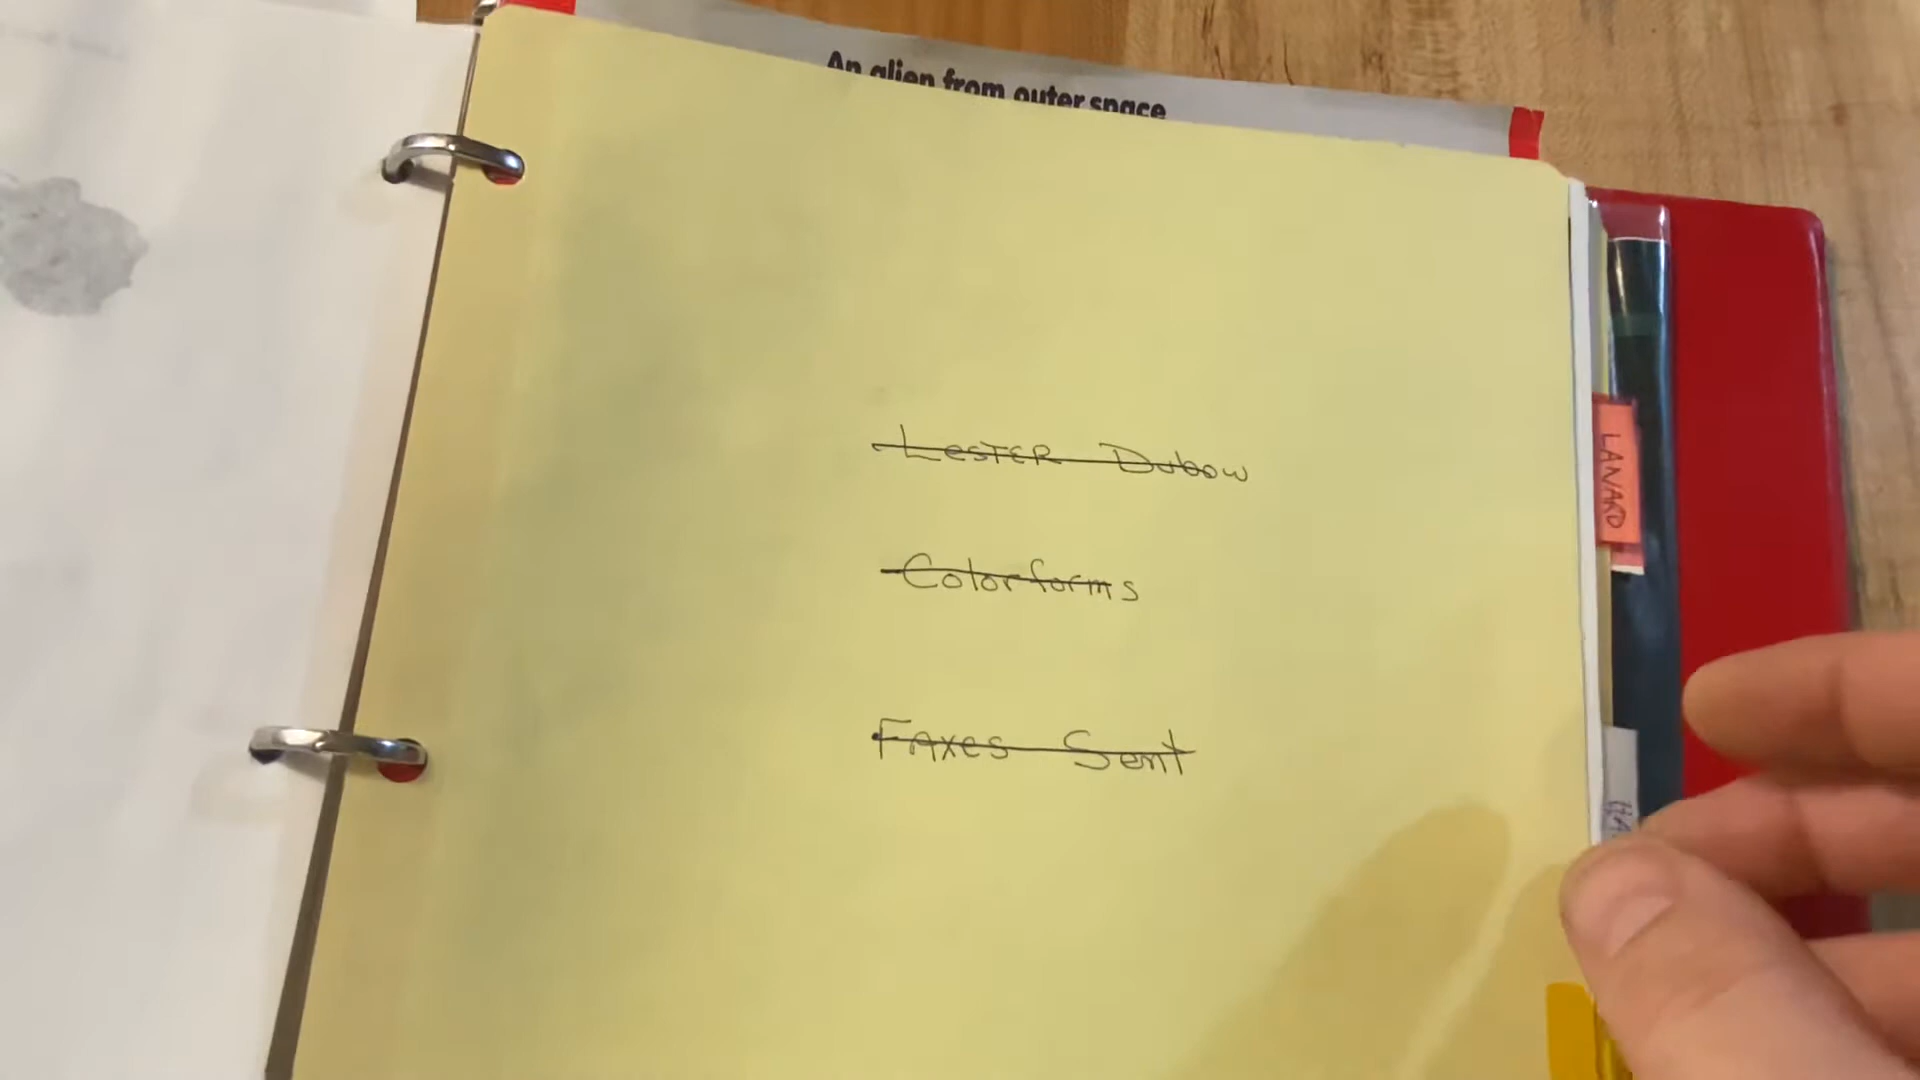 An alien from outer space
LESTER Dubow
Colorforms
FAXES Sent
LANARD